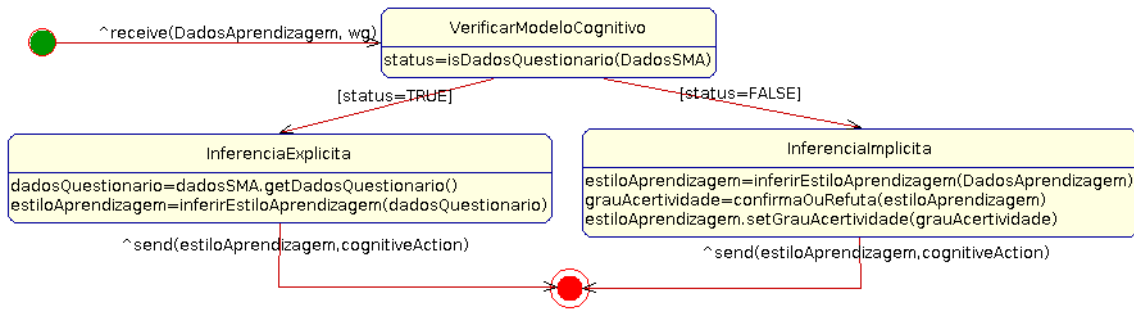 ^receive(DadosAprendizagem, wg)
VerificarModeloCognitivo
status=isDadosQuestionario(DadosSMA)
[status=TRUE]
[status=FALSE]
InferenciaExplicita
dadosQuestionario=dadosSMA.getDadosQuestionario()
estiloAprendizagem=inferirEstiloAprendizagem(dadosQuestionario)
InferenciaImplicita
estiloAprendizagem=inferirEstiloAprendizagem(DadosAprendizagem)
grauAcertividade=confirmaOuRefuta(estiloAprendizagem)
estiloAprendizagem.setGrauAcertividade(grauAcertividade)
^send(estiloAprendizagem,cognitiveAction)
^send(estiloAprendizagem,cognitiveAction)